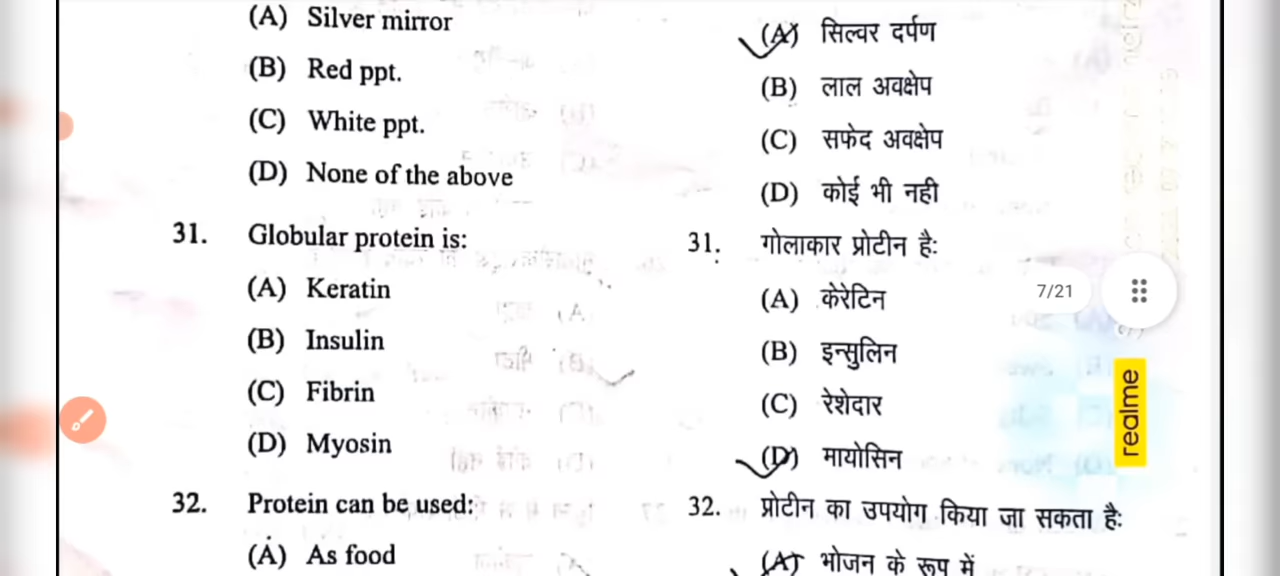 (A) Silver mirror
(B) Red ppt.
(C) White ppt.
(D) None of the above
31. Globular protein is:
(A) Keratin
(B) Insulin
(C) Fibrin
(D) Myosin
32. Protein can be used:
(A) As food
(A) सिल्वर दर्पण
(B) लाल अवक्षेप
(C) सफेद अवक्षेप
(D) कोई भी नही
31. गोलाकार प्रोटीन है:
(A) केरेटिन
(B) इन्सुलिन
(C) रेशेदार
(D) मायोसिन
32. प्रोटीन का उपयोग किया जा सकता है:
(A) भोजन के रूप में
7/21
realme